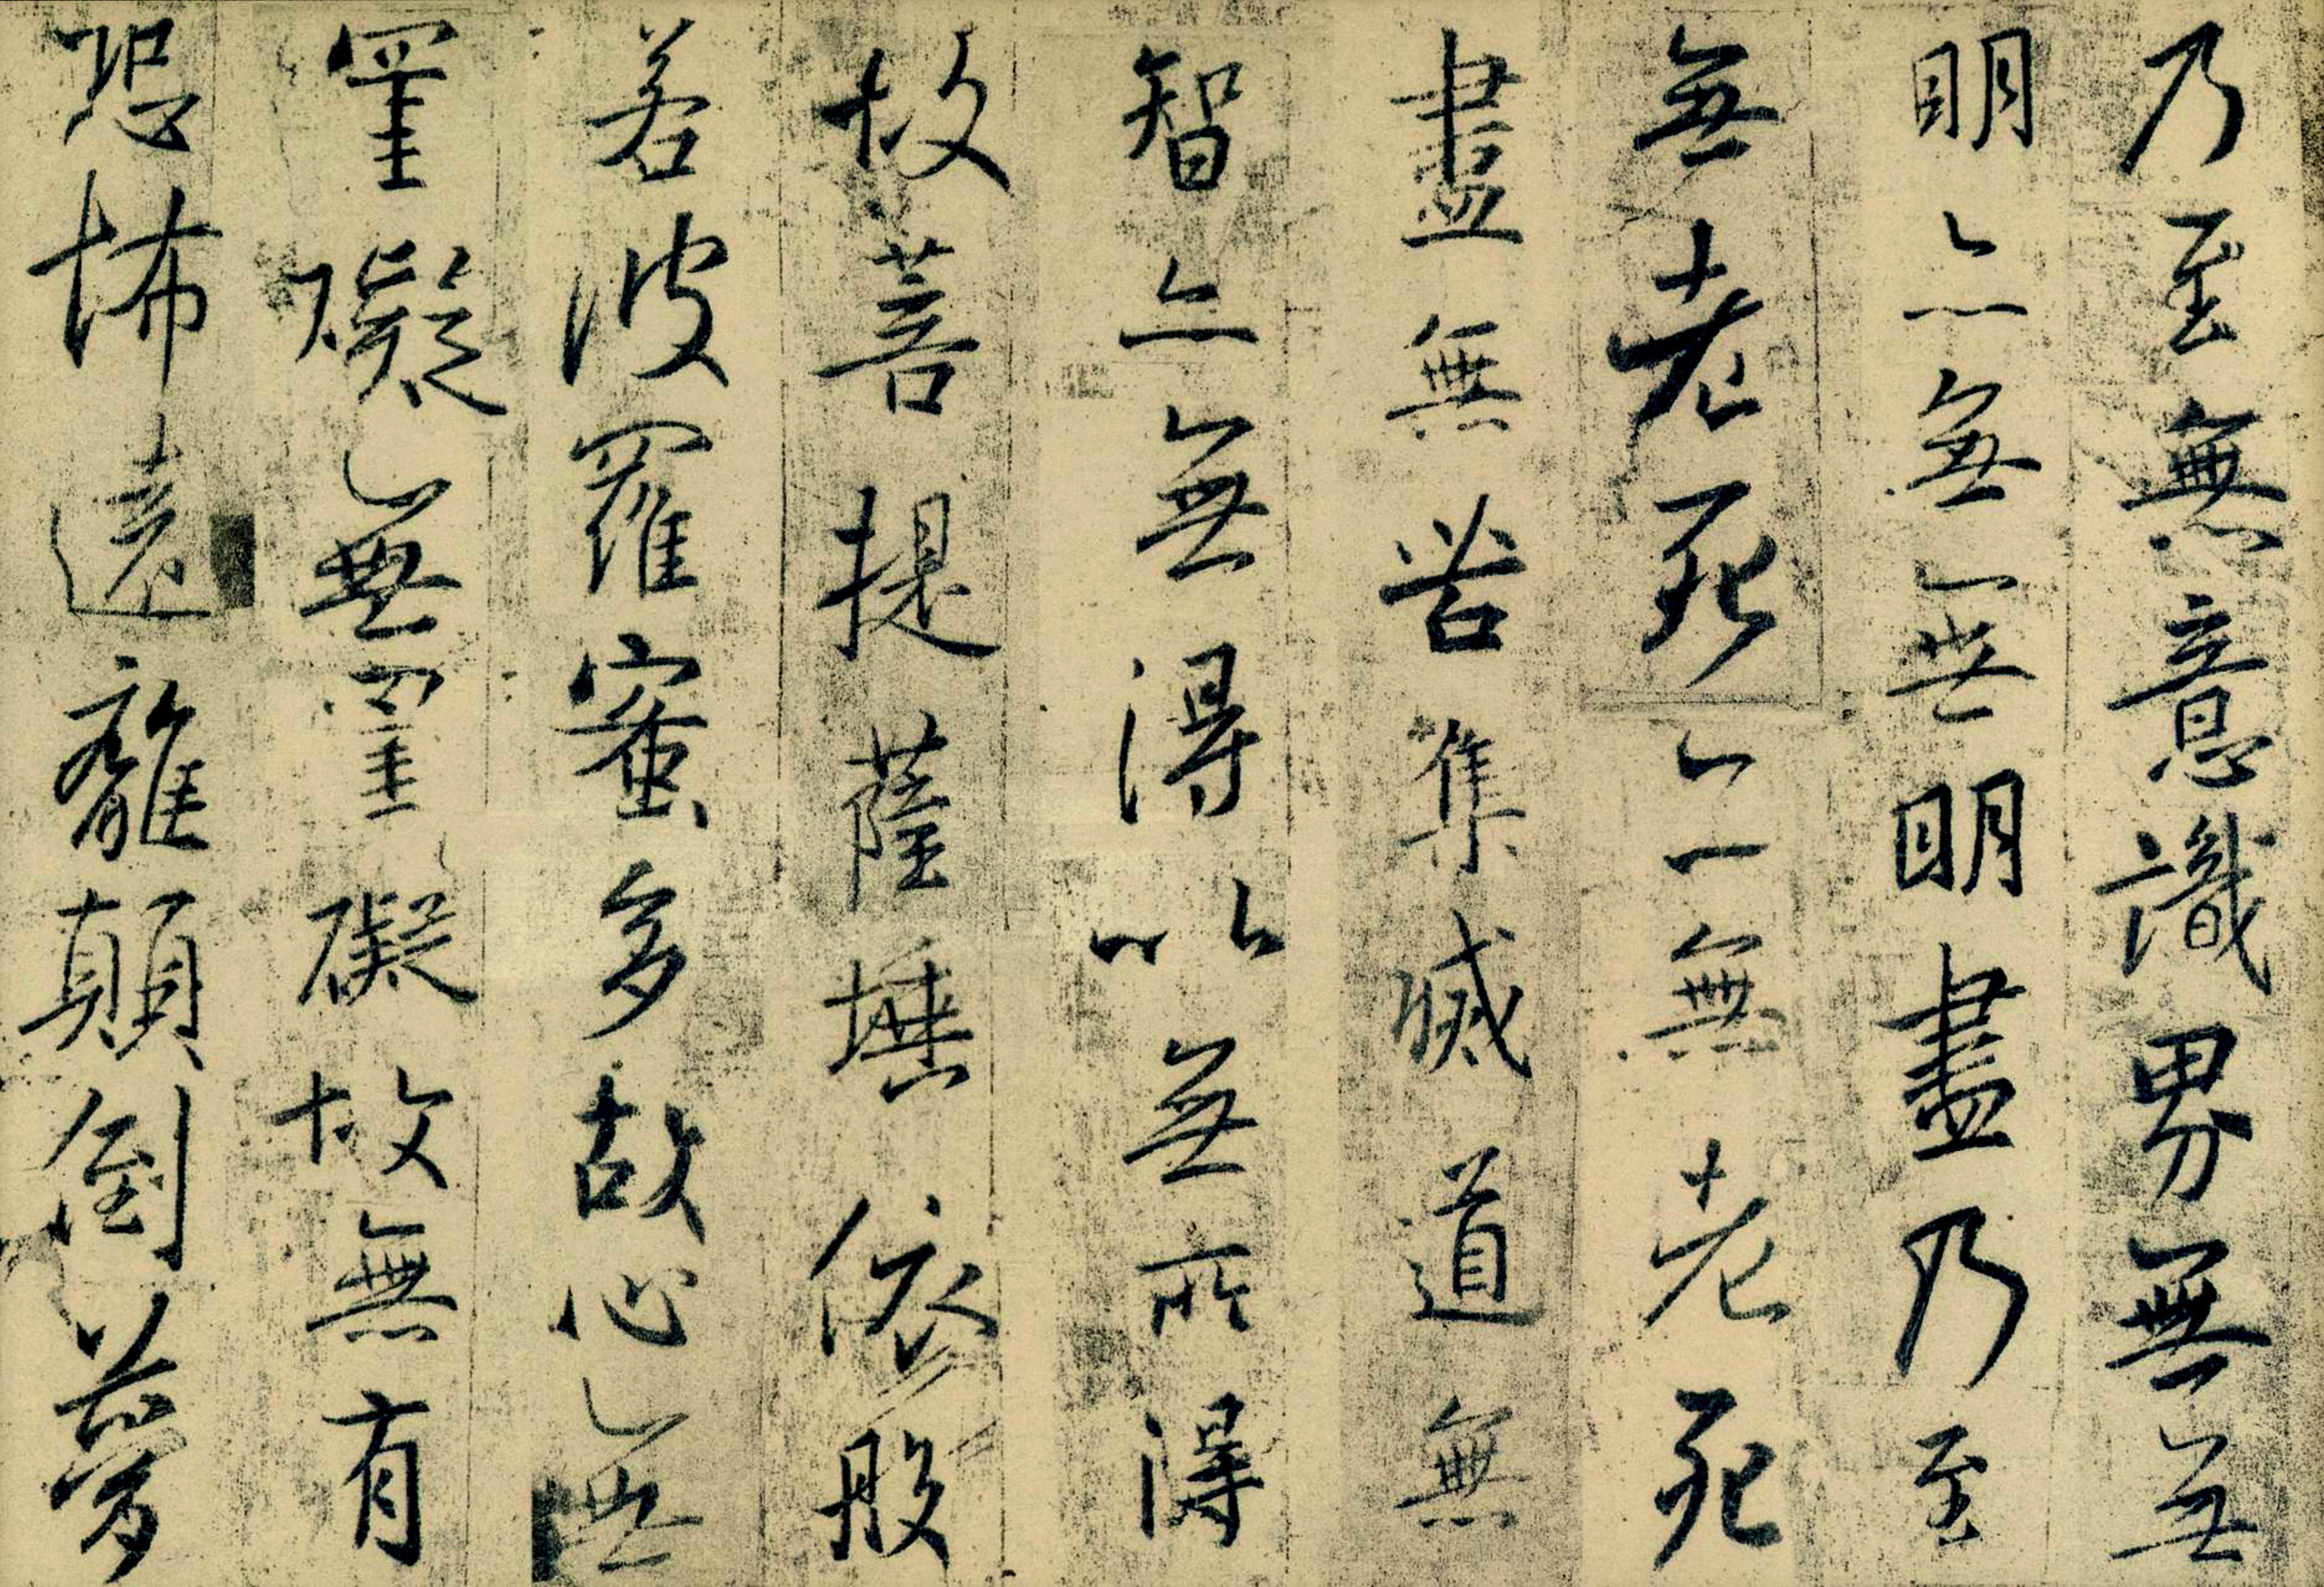 乃至無意識界無無
明亦無無明盡乃至
無老死亦無老死
盡無苦集滅道無
智亦無得以無所得
故菩提薩埵依般
若波羅蜜多故心無
罣礙無罣礙故無有
恐怖遠離顛倒夢